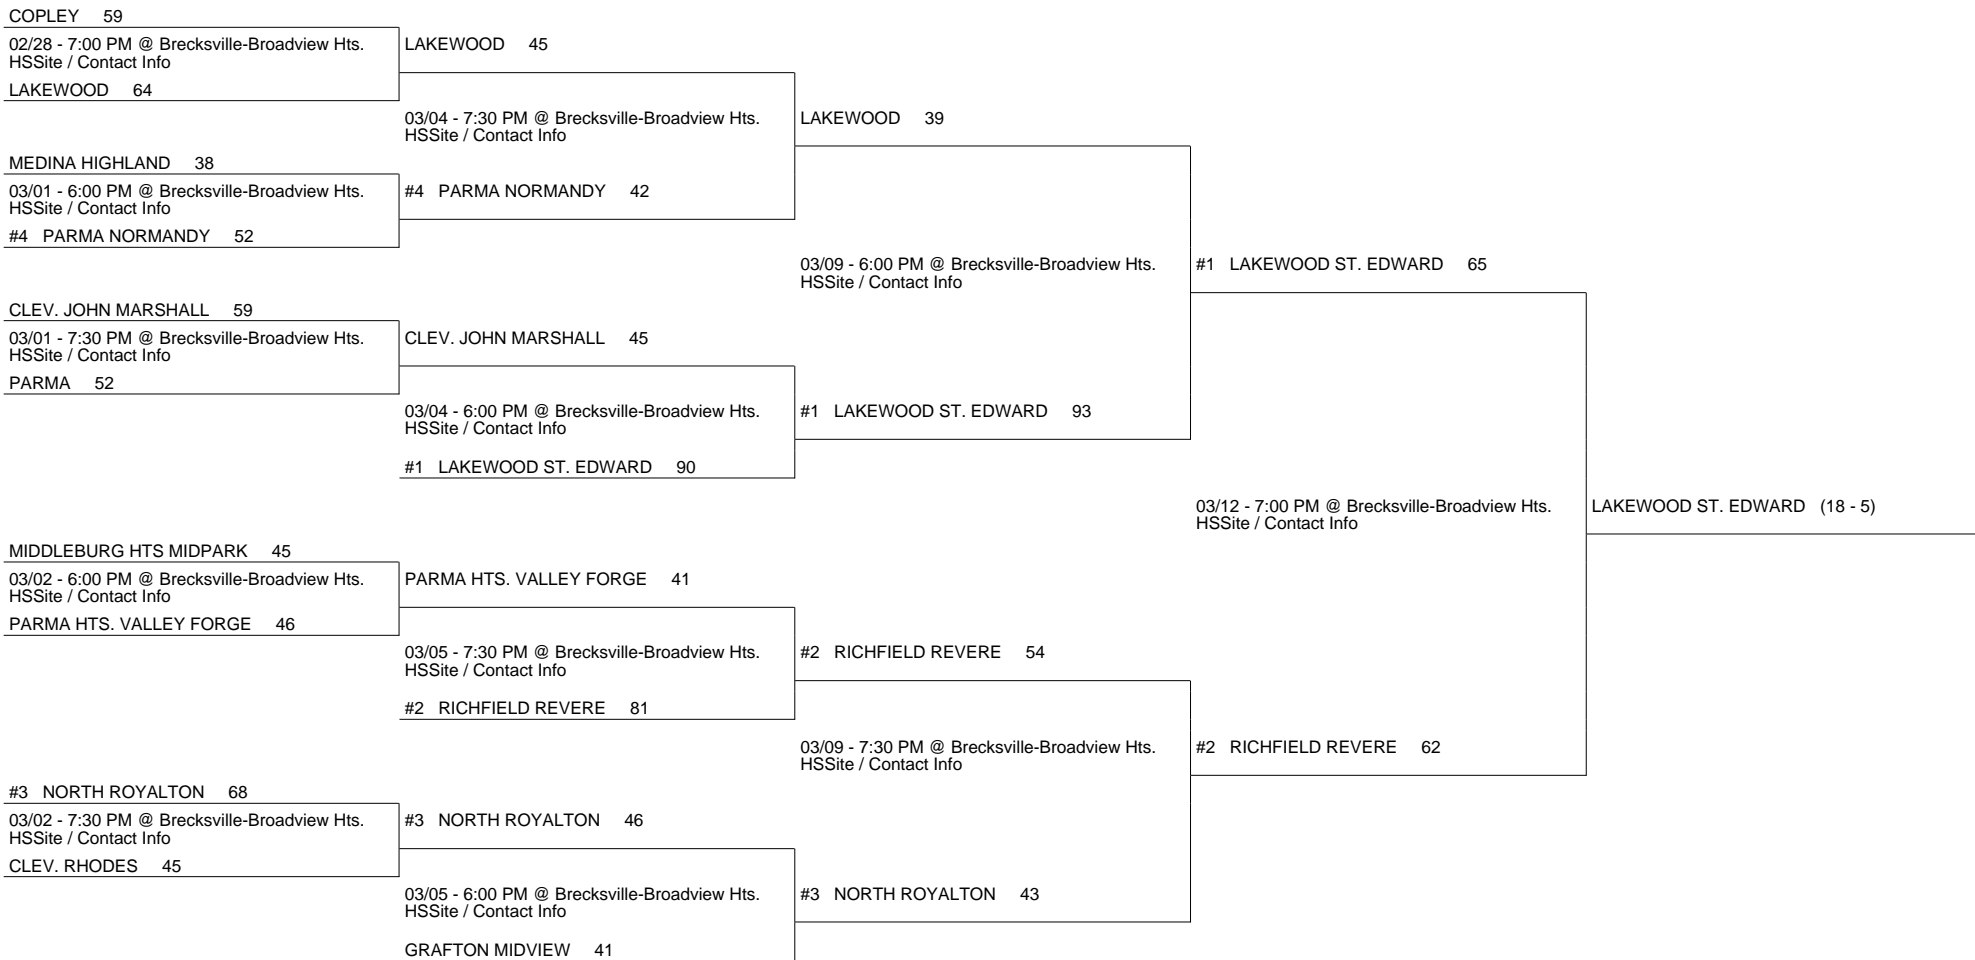 COPLEY 59
02/28 - 7:00 PM @ Brecksville-Broadview Hts.
HSSite / Contact Info
LAKEWOOD 64
MEDINA HIGHLAND 38
03/01 - 6:00 PM @ Brecksville-Broadview Hts.
HSSite / Contact Info
#4 PARMA NORMANDY 52
CLEV. JOHN MARSHALL 59
03/01 - 7:30 PM @ Brecksville-Broadview Hts.
HSSite / Contact Info
PARMA 52
MIDDLEBURG HTS MIDPARK 45
03/02 - 6:00 PM @ Brecksville-Broadview Hts.
HSSite / Contact Info
PARMA HTS. VALLEY FORGE 46
#3 NORTH ROYALTON 68
03/02 - 7:30 PM @ Brecksville-Broadview Hts.
HSSite / Contact Info
CLEV. RHODES 45
LAKEWOOD 45
03/04 - 7:30 PM @ Brecksville-Broadview Hts.
HSSite / Contact Info
#4 PARMA NORMANDY 42
CLEV. JOHN MARSHALL 45
03/04 - 6:00 PM @ Brecksville-Broadview Hts.
HSSite / Contact Info
#1 LAKEWOOD ST. EDWARD 90
PARMA HTS. VALLEY FORGE 41
03/05 - 7:30 PM @ Brecksville-Broadview Hts.
HSSite / Contact Info
#2 RICHFIELD REVERE 81
#3 NORTH ROYALTON 46
03/05 - 6:00 PM @ Brecksville-Broadview Hts.
HSSite / Contact Info
GRAFTON MIDVIEW 41
LAKEWOOD 39
03/09 - 6:00 PM @ Brecksville-Broadview Hts.
HSSite / Contact Info
#1 LAKEWOOD ST. EDWARD 93
#2 RICHFIELD REVERE 54
03/09 - 7:30 PM @ Brecksville-Broadview Hts.
HSSite / Contact Info
#3 NORTH ROYALTON 43
#1 LAKEWOOD ST. EDWARD 65
03/12 - 7:00 PM @ Brecksville-Broadview Hts.
HSSite / Contact Info
#2 RICHFIELD REVERE 62
LAKEWOOD ST. EDWARD (18 - 5)